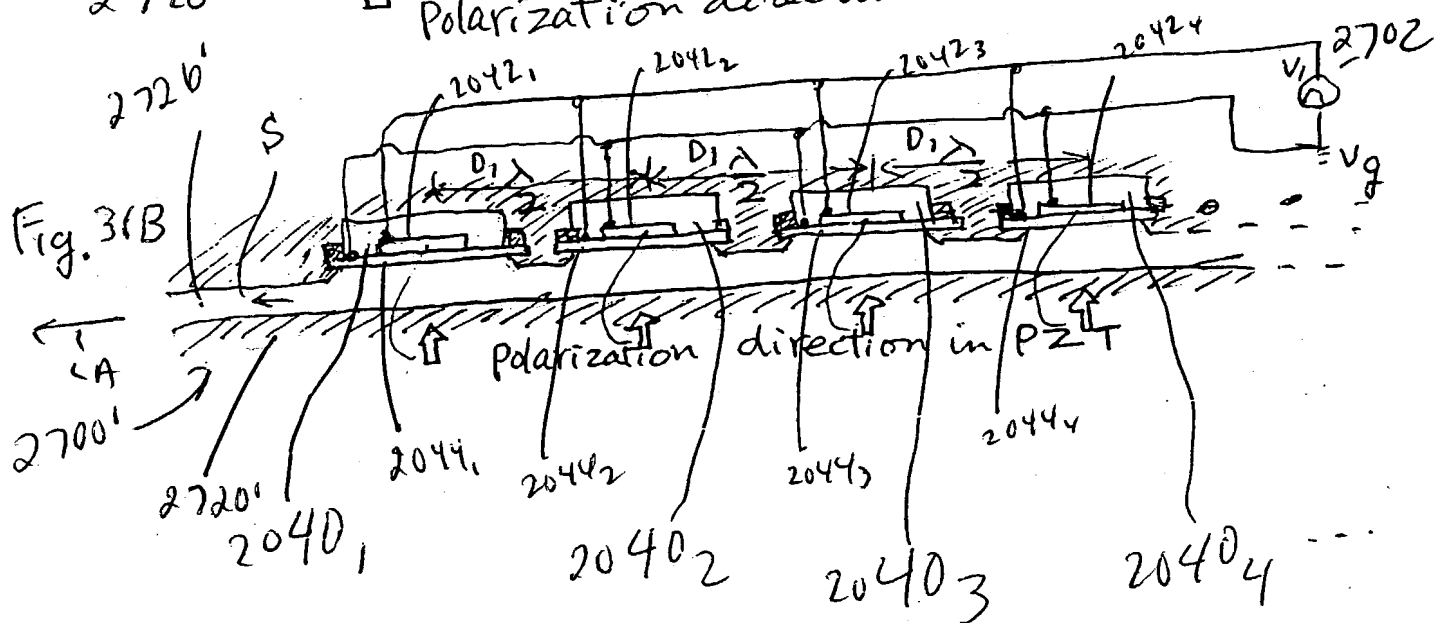 2720
Polarization
2726'
S
2042₁
2042₂
2042₃
2042₄
2702
V₁
D₁ λ/2
D₁ λ/2
D₁ λ/2
Vg
Fig. 31B
A
Polarization direction in PZT
2700'
2720'
2044₁
2044₂
2044₃
2044₄
2040₁
2040₂
2040₃
2040₄